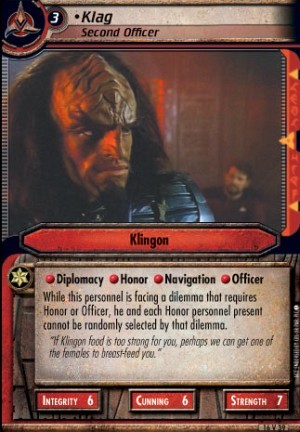 3 •Klag
Second Officer
Klingon
• Diplomacy • Honor • Navigation • Officer
While this personnel is facing a dilemma that requires
Honor or Officer, he and each Honor personnel present
cannot be randomly selected by that dilemma.
"If Klingon food is too strong for you, perhaps we can get one
of the females to breast-feed you."
INTEGRITY 6 CUNNING 6 STRENGTH 7